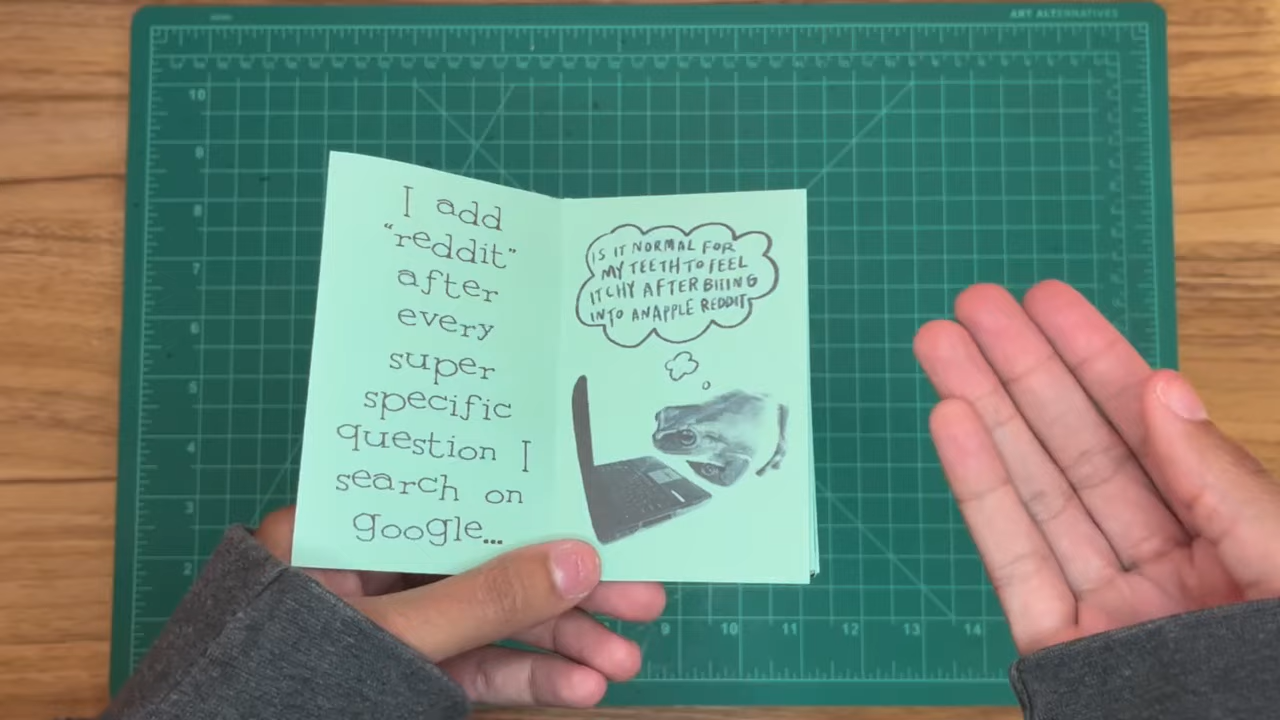 ART ALTERNATIVES
10
9
8
7
6
5
4
3
2
9
10
11
12
13
14
I add
“reddit”
after
every
super
specific
question I
search on
google...
IS IT NORMAL FOR
MY TEETH TO FEEL
ITCHY AFTER BITING
INTO AN APPLE REDDIT